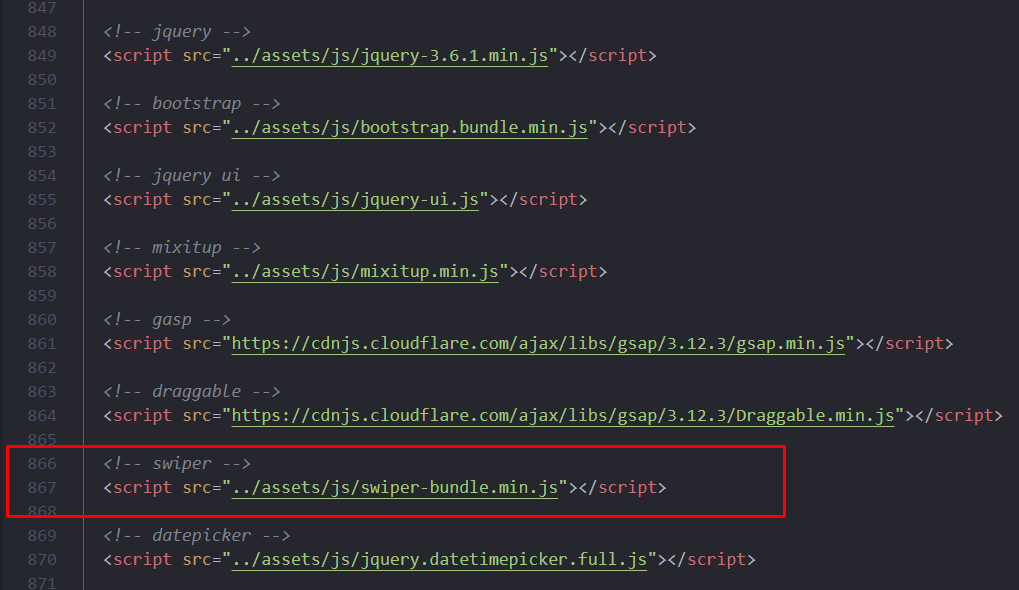 847
848 <!-- jquery -->
849 <script src="../assets/js/jquery-3.6.1.min.js"></script>
850
851 <!-- bootstrap -->
852 <script src="../assets/js/bootstrap.bundle.min.js"></script>
853
854 <!-- jquery ui -->
855 <script src="../assets/js/jquery-ui.js"></script>
856
857 <!-- mixitup -->
858 <script src="../assets/js/mixitup.min.js"></script>
859
860 <!-- gasp -->
861 <script src="https://cdnjs.cloudflare.com/ajax/libs/gsap/3.12.3/gsap.min.js"></script>
862
863 <!-- draggable -->
864 <script src="https://cdnjs.cloudflare.com/ajax/libs/gsap/3.12.3/Draggable.min.js"></script>
865
866 <!-- swiper -->
867 <script src="../assets/js/swiper-bundle.min.js"></script>
868
869 <!-- datepicker -->
870 <script src="../assets/js/jquery.datetimepicker.full.js"></script>
871